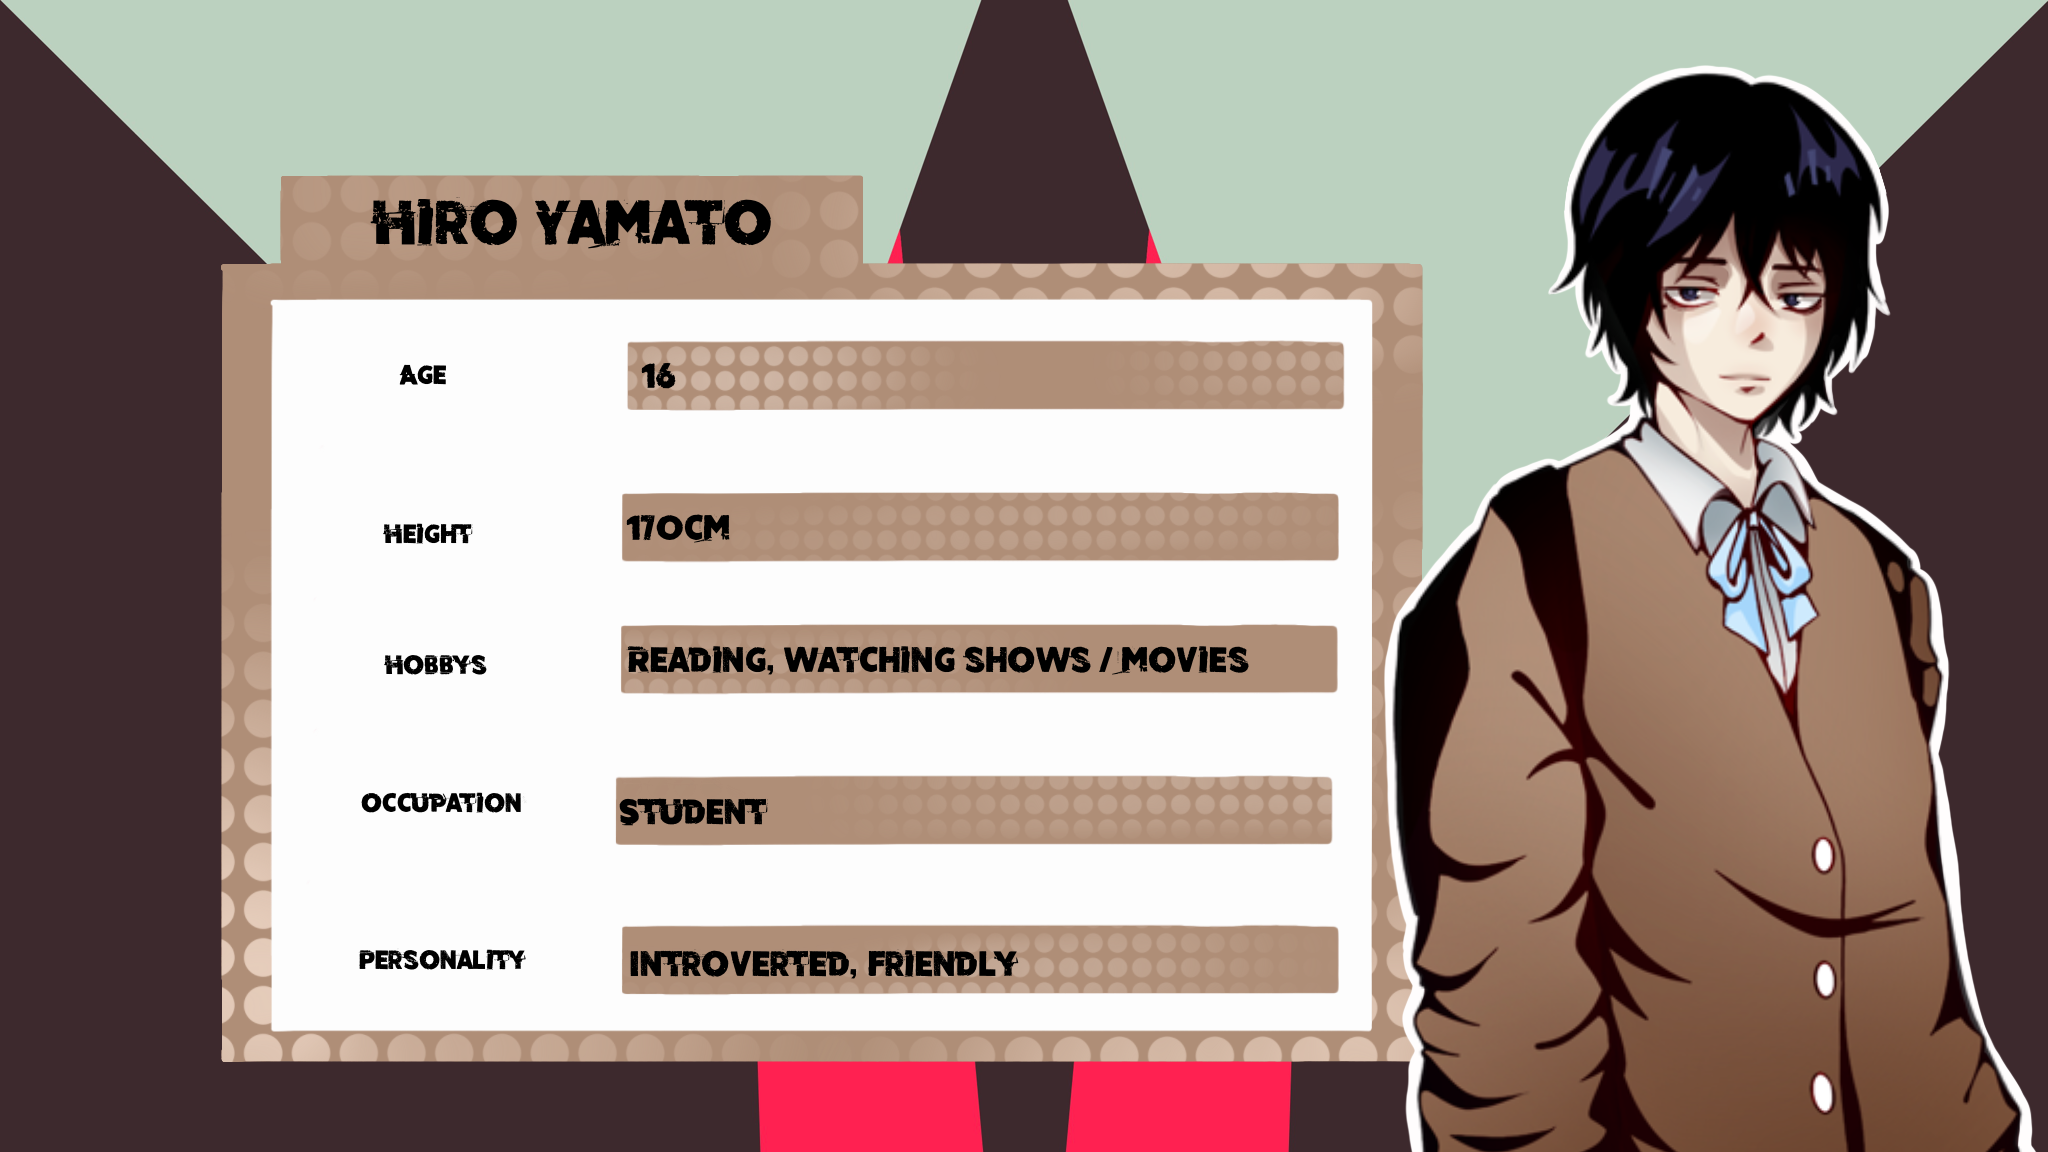 HIRO YAMATO
AGE
16
HEIGHT
170CM
HOBBYS
READING, WATCHING SHOWS / MOVIES
OCCUPATION
STUDENT
PERSONALITY
INTROVERTED, FRIENDLY